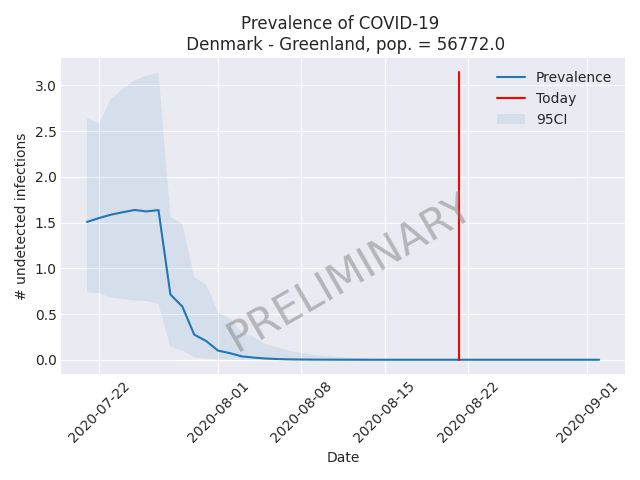 Prevalence of COVID-19
Denmark - Greenland, pop. = 56772.0
3.0
2.5
2.0
1.5
1.0
0.5
0.0
# undetected infections
Prevalence
Today
95CI
PRELIMINARY
2020-07-22
2020-08-01
2020-08-08
2020-08-15
2020-08-22
2020-09-01
Date